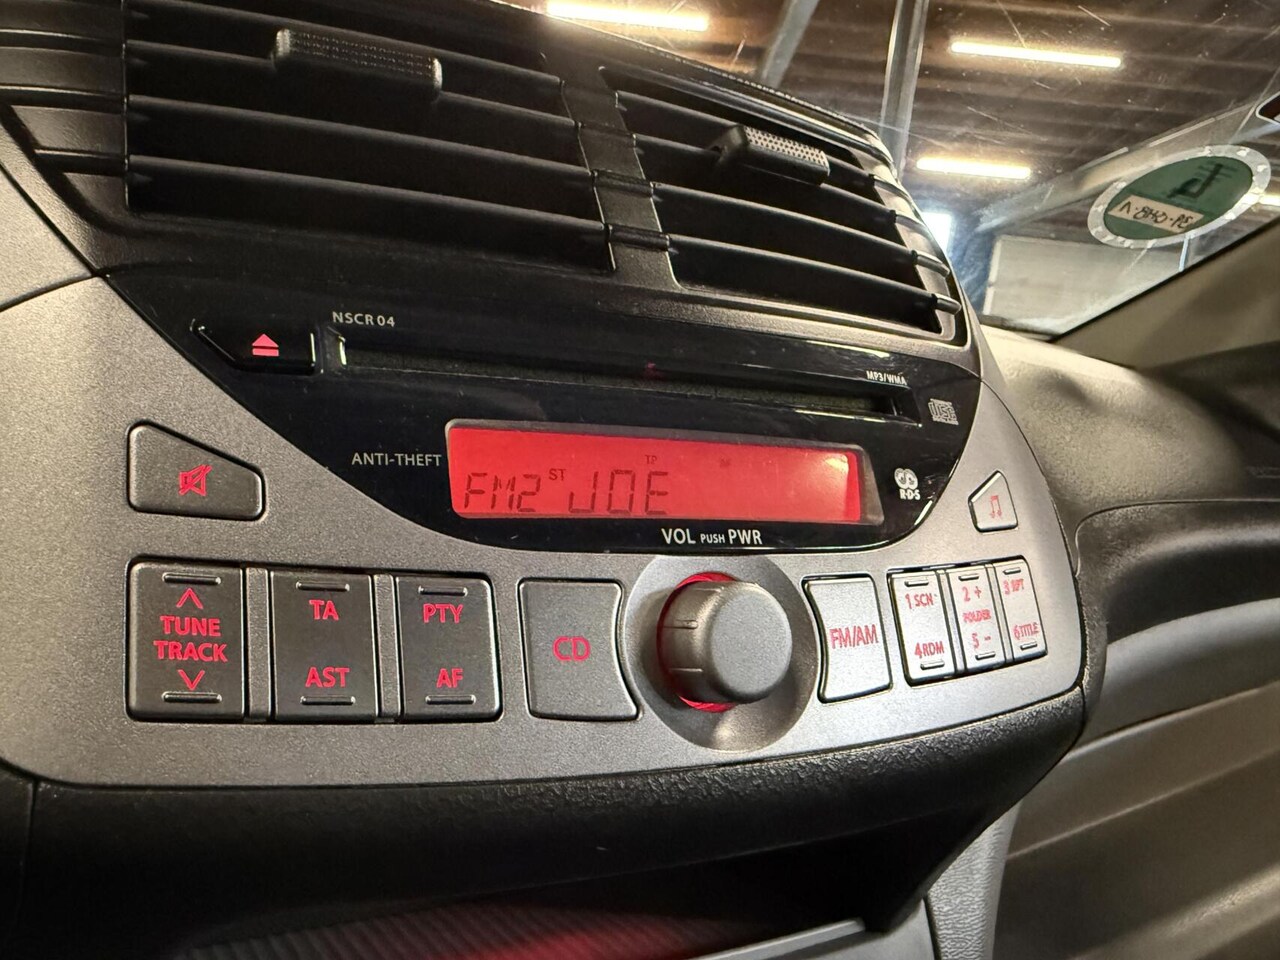 NSCR 04
MP3/WMA
ANTI-THEFT
FM2 ST JOE
TP
R·D·S
VOL PUSH PWR
TUNE
TRACK
TA
AST
PTY
AF
CD
FM/AM
1 SCN
4 RDM
2 +
FOLDER
5 -
3 RPT
6 TITLE